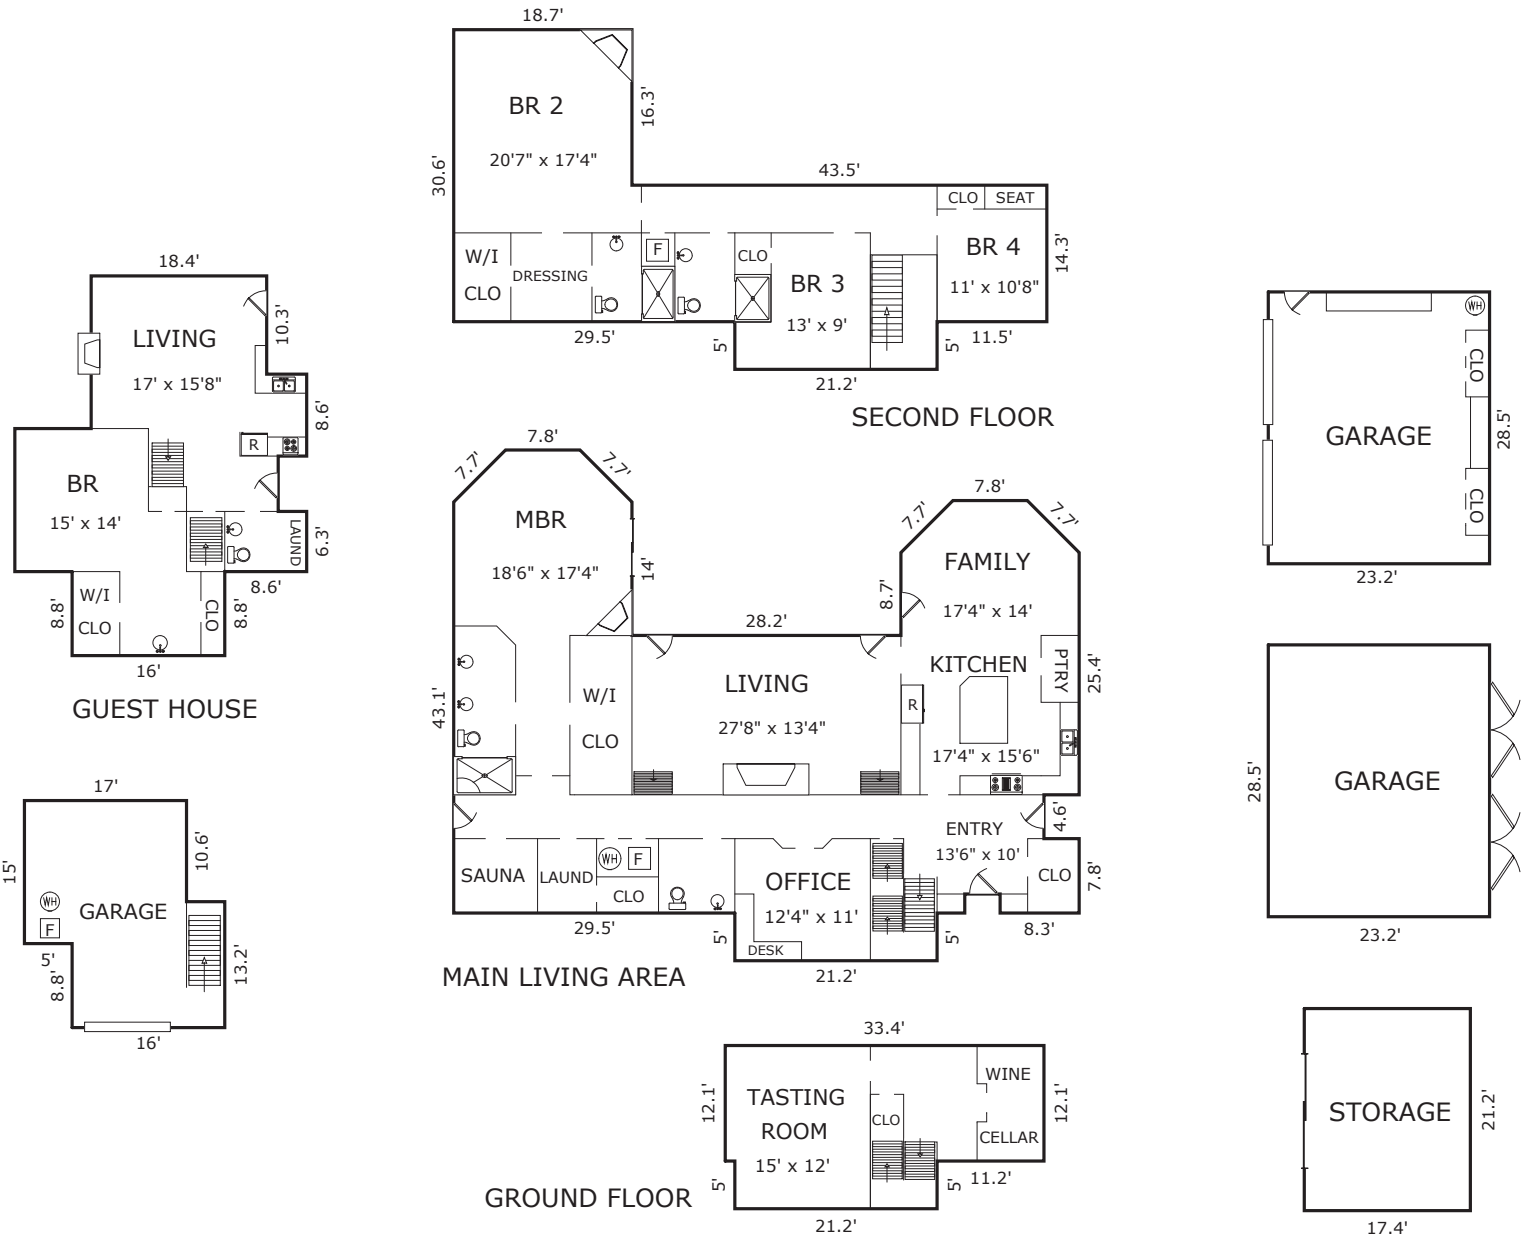 18.7'
BR 2
20'7" x 17'4"
16.3'
30.6'
43.5'
W/I
CLO
DRESSING
F
CLO
BR 3
13' x 9'
CLO
SEAT
BR 4
11' x 10'8"
14.3'
29.5'
5'
21.2'
5'
11.5'
SECOND FLOOR
18.4'
LIVING
17' x 15'8"
10.3'
8.6'
R
BR
15' x 14'
LAUND
6.3'
8.6'
W/I
CLO
CLO
8.8'
8.8'
16'
GUEST HOUSE
17'
15'
10.6'
WH
F
GARAGE
5'
8.8'
13.2'
16'
7.8'
7.7'
7.7'
MBR
18'6" x 17'4"
14'
43.1'
W/I
CLO
28.2'
LIVING
27'8" x 13'4"
7.8'
7.7'
7.7'
FAMILY
17'4" x 14'
8.7'
KITCHEN
PTRY
25.4'
R
17'4" x 15'6"
4.6'
ENTRY
13'6" x 10'
CLO
7.8'
SAUNA
LAUND
WH
F
CLO
OFFICE
12'4" x 11'
DESK
29.5'
5'
21.2'
5'
8.3'
MAIN LIVING AREA
33.4'
12.1'
TASTING
ROOM
15' x 12'
CLO
WINE
CELLAR
12.1'
5'
5'
11.2'
21.2'
GROUND FLOOR
WH
CLO
GARAGE
CLO
28.5'
23.2'
28.5'
GARAGE
23.2'
STORAGE
21.2'
17.4'